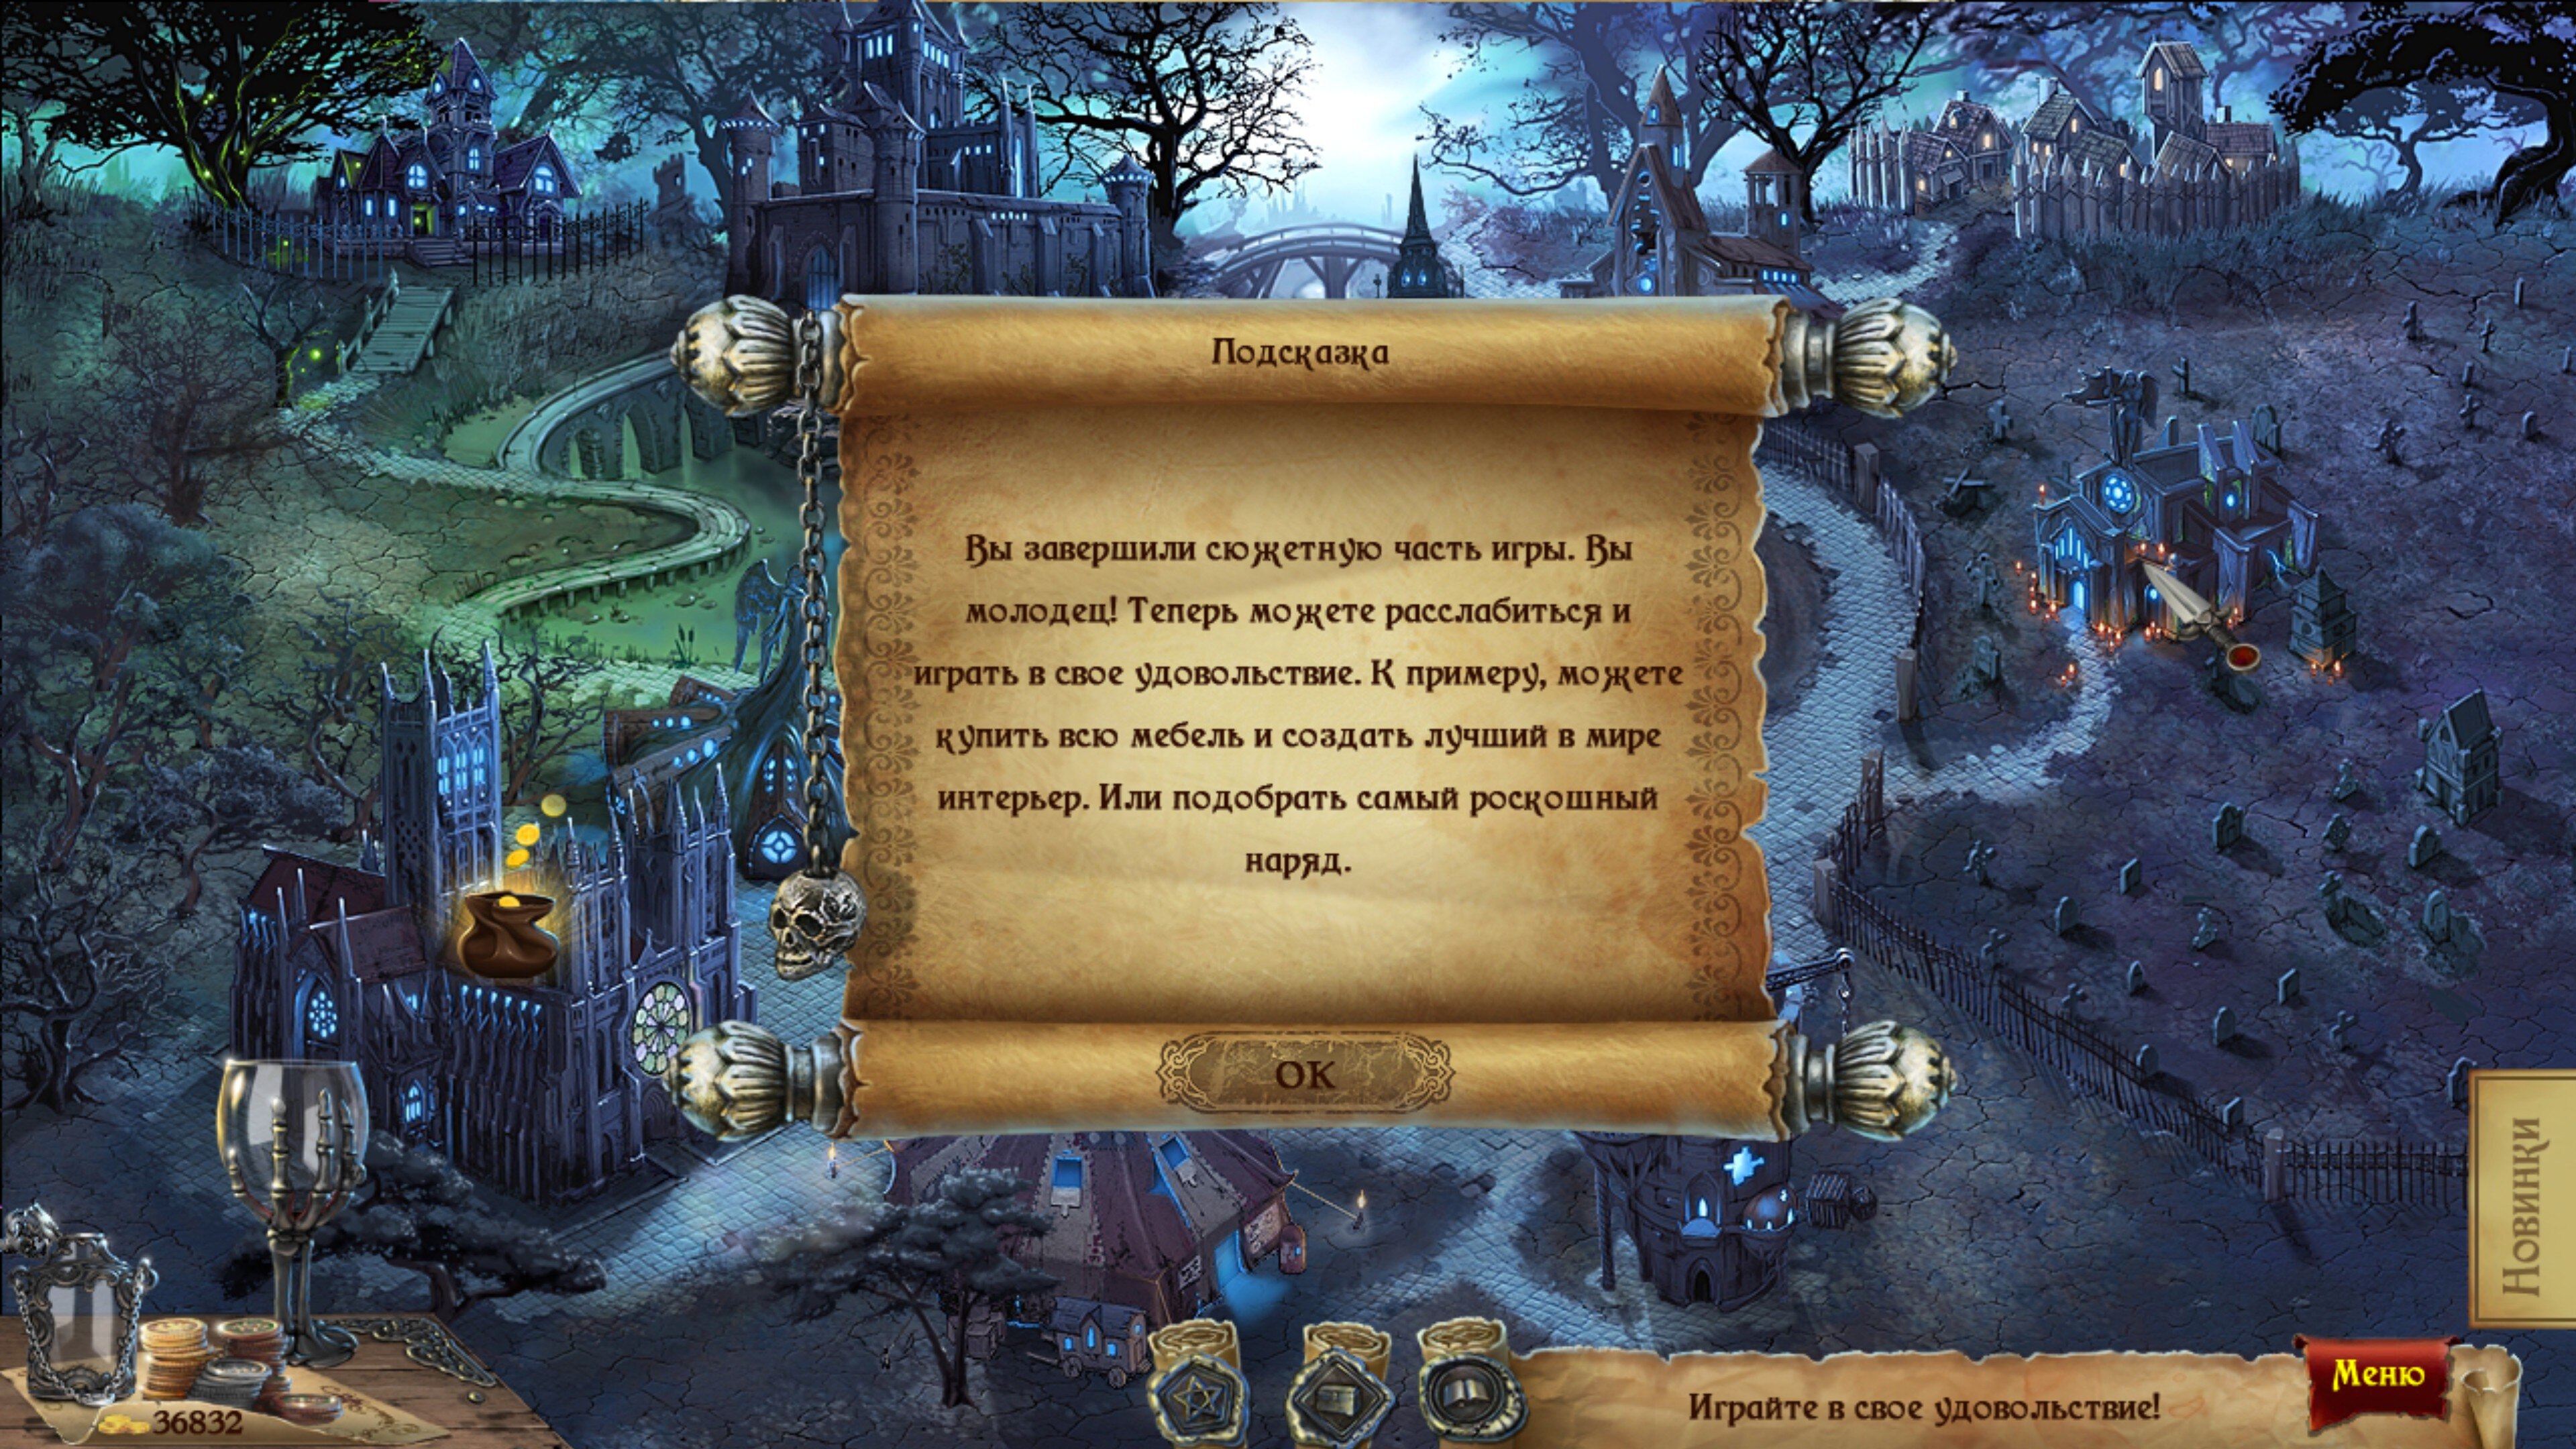 Подсказка
Вы завершили сюжетную часть игры. Вы
молодец! Теперь можете расслабиться и
играть в свое удовольствие. К примеру, можете
купить всю мебель и создать лучший в мире
интерьер. Или подобрать самый роскошный
наряд.
ОК
Новинки
Меню
Играйте в свое удовольствие!
36832